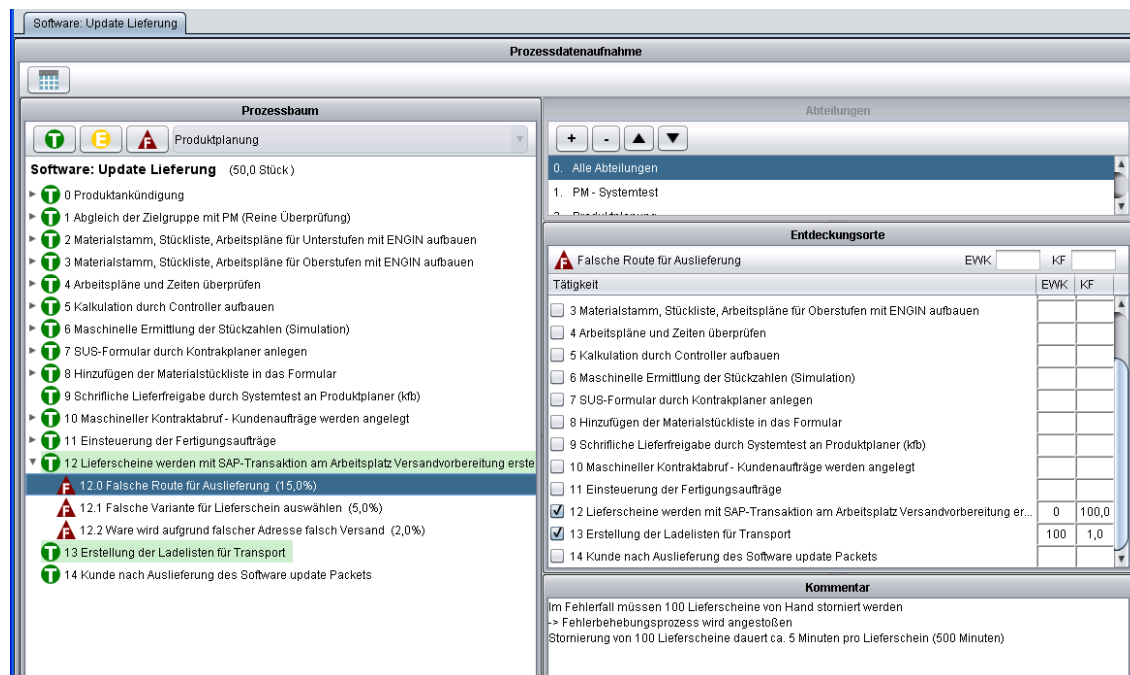 Software: Update Lieferung
Prozessdatenaufnahme
Prozessbaum
T E F Produktplanung
Software: Update Lieferung (50,0 Stück)
T 0 Produktankündigung
T 1 Abgleich der Zielgruppe mit PM (Reine Überprüfung)
T 2 Materialstamm, Stückliste, Arbeitspläne für Unterstufen mit ENGIN aufbauen
T 3 Materialstamm, Stückliste, Arbeitspläne für Oberstufen mit ENGIN aufbauen
T 4 Arbeitspläne und Zeiten überprüfen
T 5 Kalkulation durch Controller aufbauen
T 6 Maschinelle Ermittlung der Stückzahlen (Simulation)
T 7 SUS-Formular durch Kontrakplaner anlegen
T 8 Hinzufügen der Materialstückliste in das Formular
T 9 Schrifliche Lieferfreigabe durch Systemtest an Produktplaner (kfb)
T 10 Maschineller Kontraktabruf - Kundenaufträge werden angelegt
T 11 Einsteuerung der Fertigungsaufträge
T 12 Lieferscheine werden mit SAP-Transaktion am Arbeitsplatz Versandvorbereitung erste
F 12.0 Falsche Route für Auslieferung (15,0%)
F 12.1 Falsche Variante für Lieferschein auswählen (5,0%)
F 12.2 Ware wird aufgrund falscher Adresse falsch Versand (2,0%)
T 13 Erstellung der Ladelisten für Transport
T 14 Kunde nach Auslieferung des Software update Packets
Abteilungen
+ -
0. Alle Abteilungen
1. PM - Systemtest
2. Produktplanung
Entdeckungsorte
F Falsche Route für Auslieferung EWK KF
Tätigkeit EWK KF
3 Materialstamm, Stückliste, Arbeitspläne für Oberstufen mit ENGIN aufbauen
4 Arbeitspläne und Zeiten überprüfen
5 Kalkulation durch Controller aufbauen
6 Maschinelle Ermittlung der Stückzahlen (Simulation)
7 SUS-Formular durch Kontrakplaner anlegen
8 Hinzufügen der Materialstückliste in das Formular
9 Schrifliche Lieferfreigabe durch Systemtest an Produktplaner (kfb)
10 Maschineller Kontraktabruf - Kundenaufträge werden angelegt
11 Einsteuerung der Fertigungsaufträge
12 Lieferscheine werden mit SAP-Transaktion am Arbeitsplatz Versandvorbereitung er... 0 100,0
13 Erstellung der Ladelisten für Transport 100 1,0
14 Kunde nach Auslieferung des Software update Packets
Kommentar
Im Fehlerfall müssen 100 Lieferscheine von Hand storniert werden
-> Fehlerbehebungsprozess wird angestoßen
Stornierung von 100 Lieferscheine dauert ca. 5 Minuten pro Lieferschein (500 Minuten)